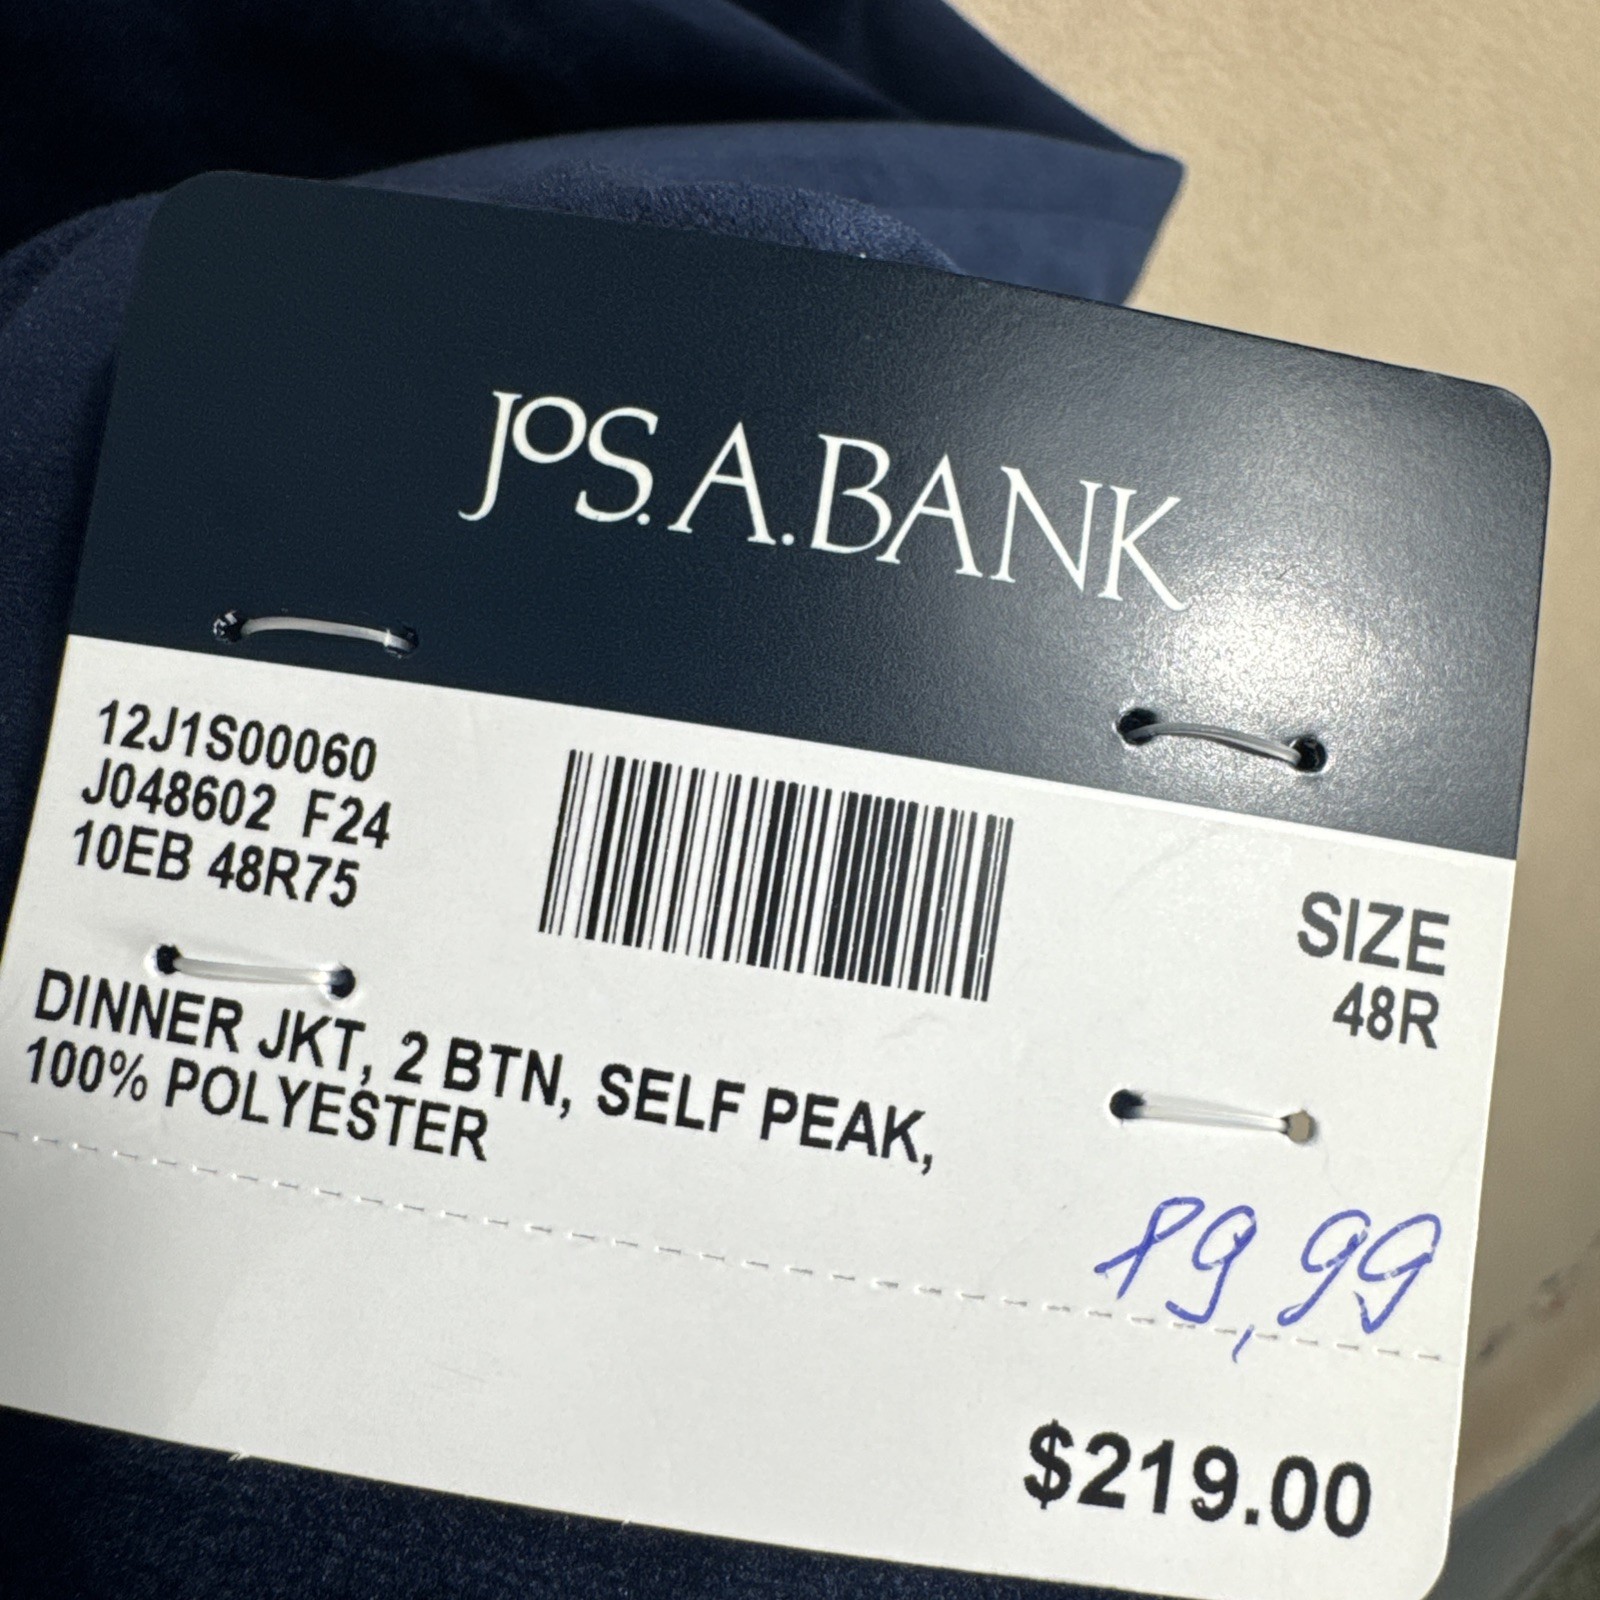 JOS. A. BANK
12J1S00060
J048602 F24
10EB 48R75
SIZE
48R
DINNER JKT, 2 BTN, SELF PEAK,
100% POLYESTER
89,99
$219.00